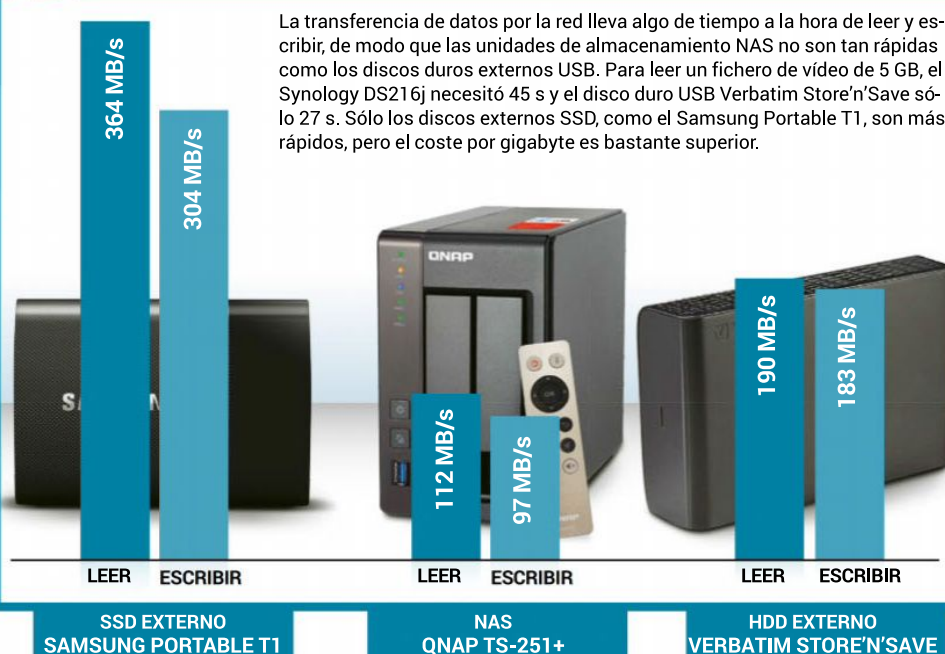 La transferencia de datos por la red lleva algo de tiempo a la hora de leer y es-
cribir, de modo que las unidades de almacenamiento NAS no son tan rápidas
como los discos duros externos USB. Para leer un fichero de vídeo de 5 GB, el
Synology DS216j necesitó 45 s y el disco duro USB Verbatim Store'n'Save só-
lo 27 s. Sólo los discos externos SSD, como el Samsung Portable T1, son más
rápidos, pero el coste por gigabyte es bastante superior.
364 MB/s
304 MB/s
QNAP
112 MB/s
97 MB/s
190 MB/s
183 MB/s
LEER ESCRIBIR
LEER ESCRIBIR
LEER ESCRIBIR
SSD EXTERNO
SAMSUNG PORTABLE T1
NAS
QNAP TS-251+
HDD EXTERNO
VERBATIM STORE'N'SAVE